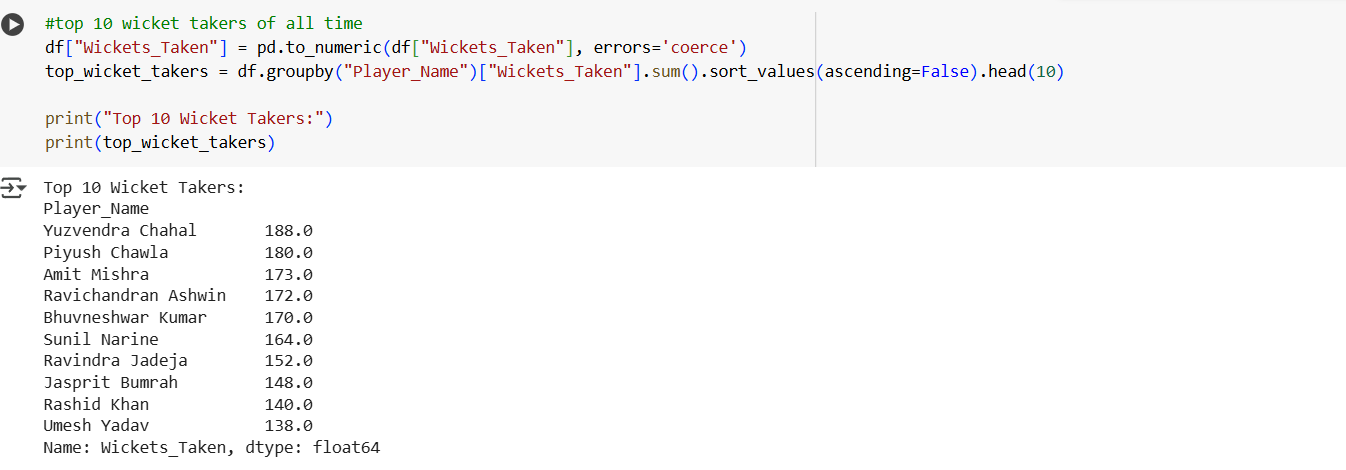 #top 10 wicket takers of all time
df["Wickets_Taken"] = pd.to_numeric(df["Wickets_Taken"], errors='coerce')
top_wicket_takers = df.groupby("Player_Name")["Wickets_Taken"].sum().sort_values(ascending=False).head(10)
print("Top 10 Wicket Takers:")
print(top_wicket_takers)
Top 10 Wicket Takers:
Player_Name
Yuzvendra Chahal       188.0
Piyush Chawla          180.0
Amit Mishra            173.0
Ravichandran Ashwin    172.0
Bhuvneshwar Kumar      170.0
Sunil Narine           164.0
Ravindra Jadeja        152.0
Jasprit Bumrah         148.0
Rashid Khan            140.0
Umesh Yadav            138.0
Name: Wickets_Taken, dtype: float64